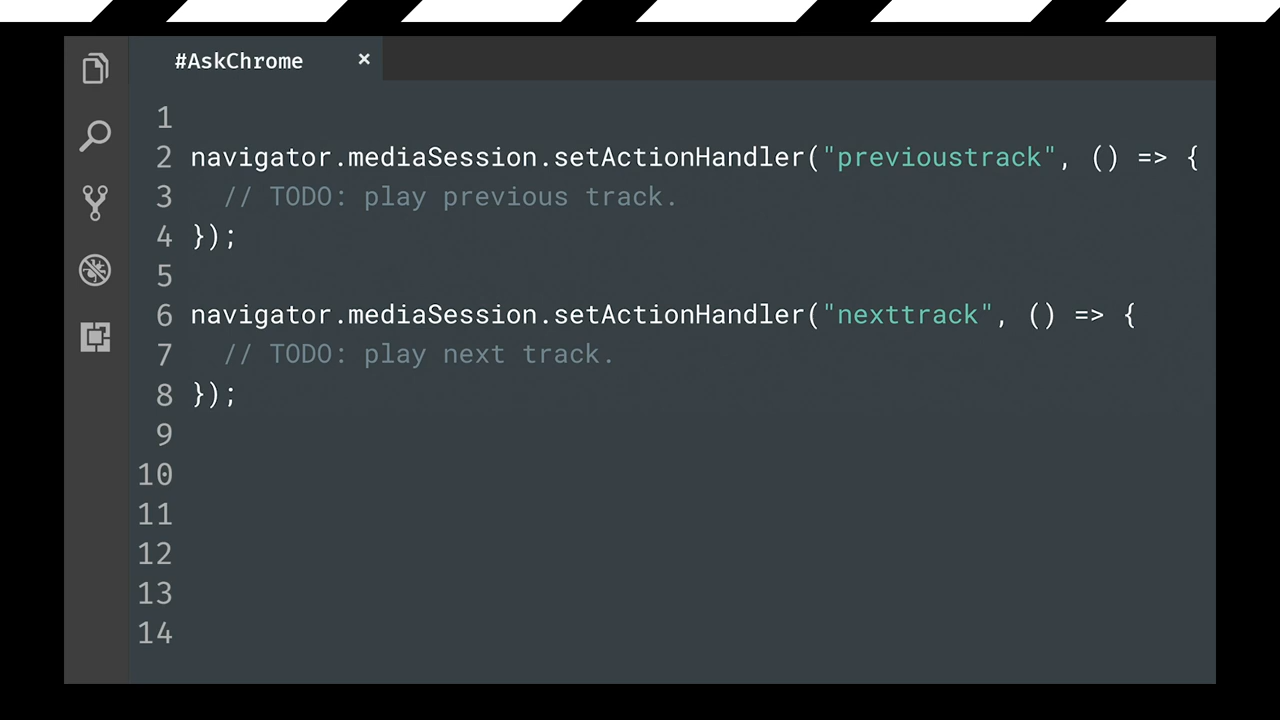 #AskChrome ×
1
2 navigator.mediaSession.setActionHandler("previoustrack", () => {
3 // TODO: play previous track.
4 });
5
6 navigator.mediaSession.setActionHandler("nexttrack", () => {
7 // TODO: play next track.
8 });
9
10
11
12
13
14